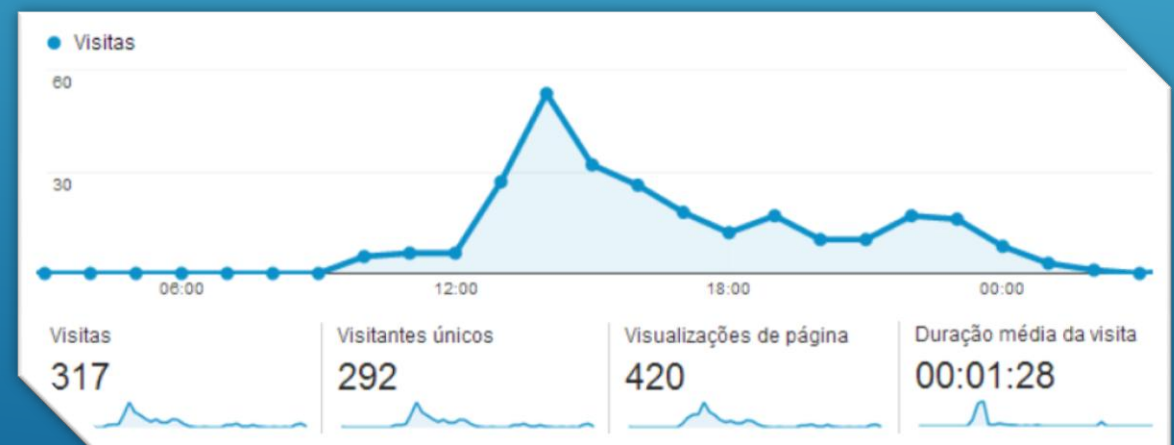 Visitas
60
30
06:00 12:00 18:00 00:00
Visitas Visitantes únicos Visualizações de página Duração média da visita
317 292 420 00:01:28